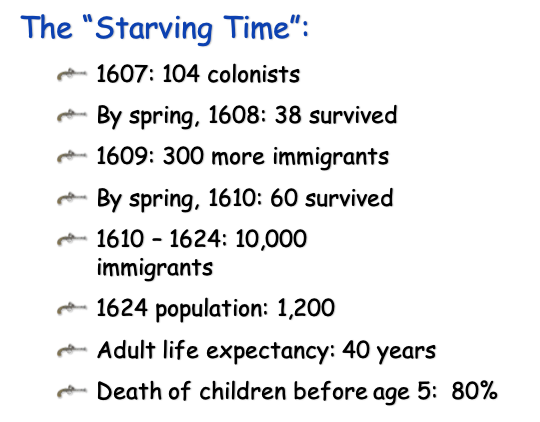 The “Starving Time”:
1607: 104 colonists
By spring, 1608: 38 survived
1609: 300 more immigrants
By spring, 1610: 60 survived
1610 – 1624: 10,000
immigrants
1624 population: 1,200
Adult life expectancy: 40 years
Death of children before age 5: 80%